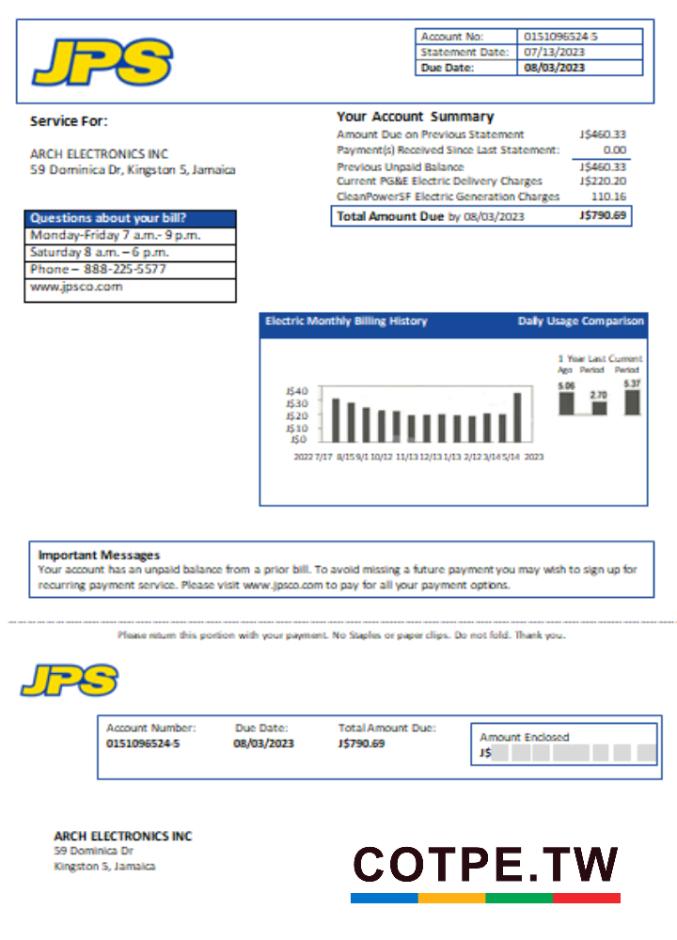 JPS
Account No: 0151096524-5
Statement Date: 07/13/2023
Due Date: 08/03/2023
Service For:
ARCH ELECTRONICS INC
59 Dominica Dr, Kingston 5, Jamaica
Your Account Summary
Amount Due on Previous Statement J$460.33
Payment(s) Received Since Last Statement: 0.00
Previous Unpaid Balance J$460.33
Current PG&E Electric Delivery Charges J$220.20
CleanPowerSF Electric Generation Charges 110.16
Total Amount Due by 08/03/2023 J$790.69
Questions about your bill?
Monday-Friday 7 a.m.- 9 p.m.
Saturday 8 a.m. – 6 p.m.
Phone – 888-225-5577
www.jpsco.com
Electric Monthly Billing History Daily Usage Comparison
1 Year Last Current
Ago Period Period
5.06 2.70 5.37
J$40
J$30
J$20
J$10
J$0
2022 7/17 8/15 9/1 10/12 11/13 12/13 1/13 2/12 3/14 5/14 2023
Important Messages
Your account has an unpaid balance from a prior bill. To avoid missing a future payment you may wish to sign up for
recurring payment service. Please visit www.jpsco.com to pay for all your payment options.
Please return this portion with your payment. No Staples or paper clips. Do not fold. Thank you.
JPS
Account Number: Due Date: Total Amount Due:
0151096524-5 08/03/2023 J$790.69
Amount Enclosed
J$
ARCH ELECTRONICS INC
59 Dominica Dr
Kingston 5, Jamaica
COTPE.TW